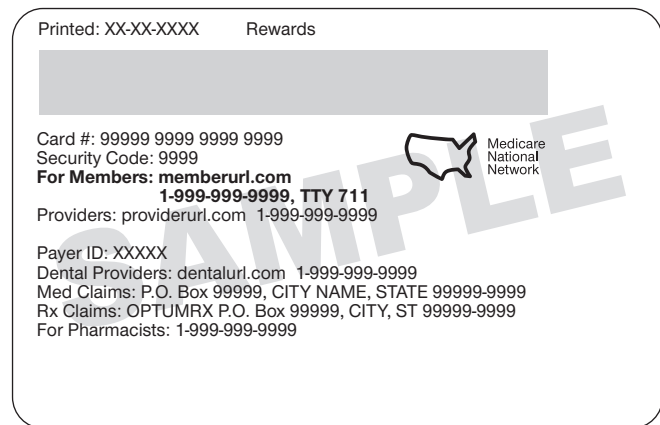 Printed: XX-XX-XXXX Rewards
Card #: 99999 9999 9999 9999
Security Code: 9999
For Members: memberurl.com
1-999-999-9999, TTY 711
Providers: providerurl.com 1-999-999-9999
Medicare
National
Network
Payer ID: XXXXX
Dental Providers: dentalurl.com 1-999-999-9999
Med Claims: P.O. Box 99999, CITY NAME, STATE 99999-9999
Rx Claims: OPTUMRX P.O. Box 99999, CITY, ST 99999-9999
For Pharmacists: 1-999-999-9999
SAMPLE